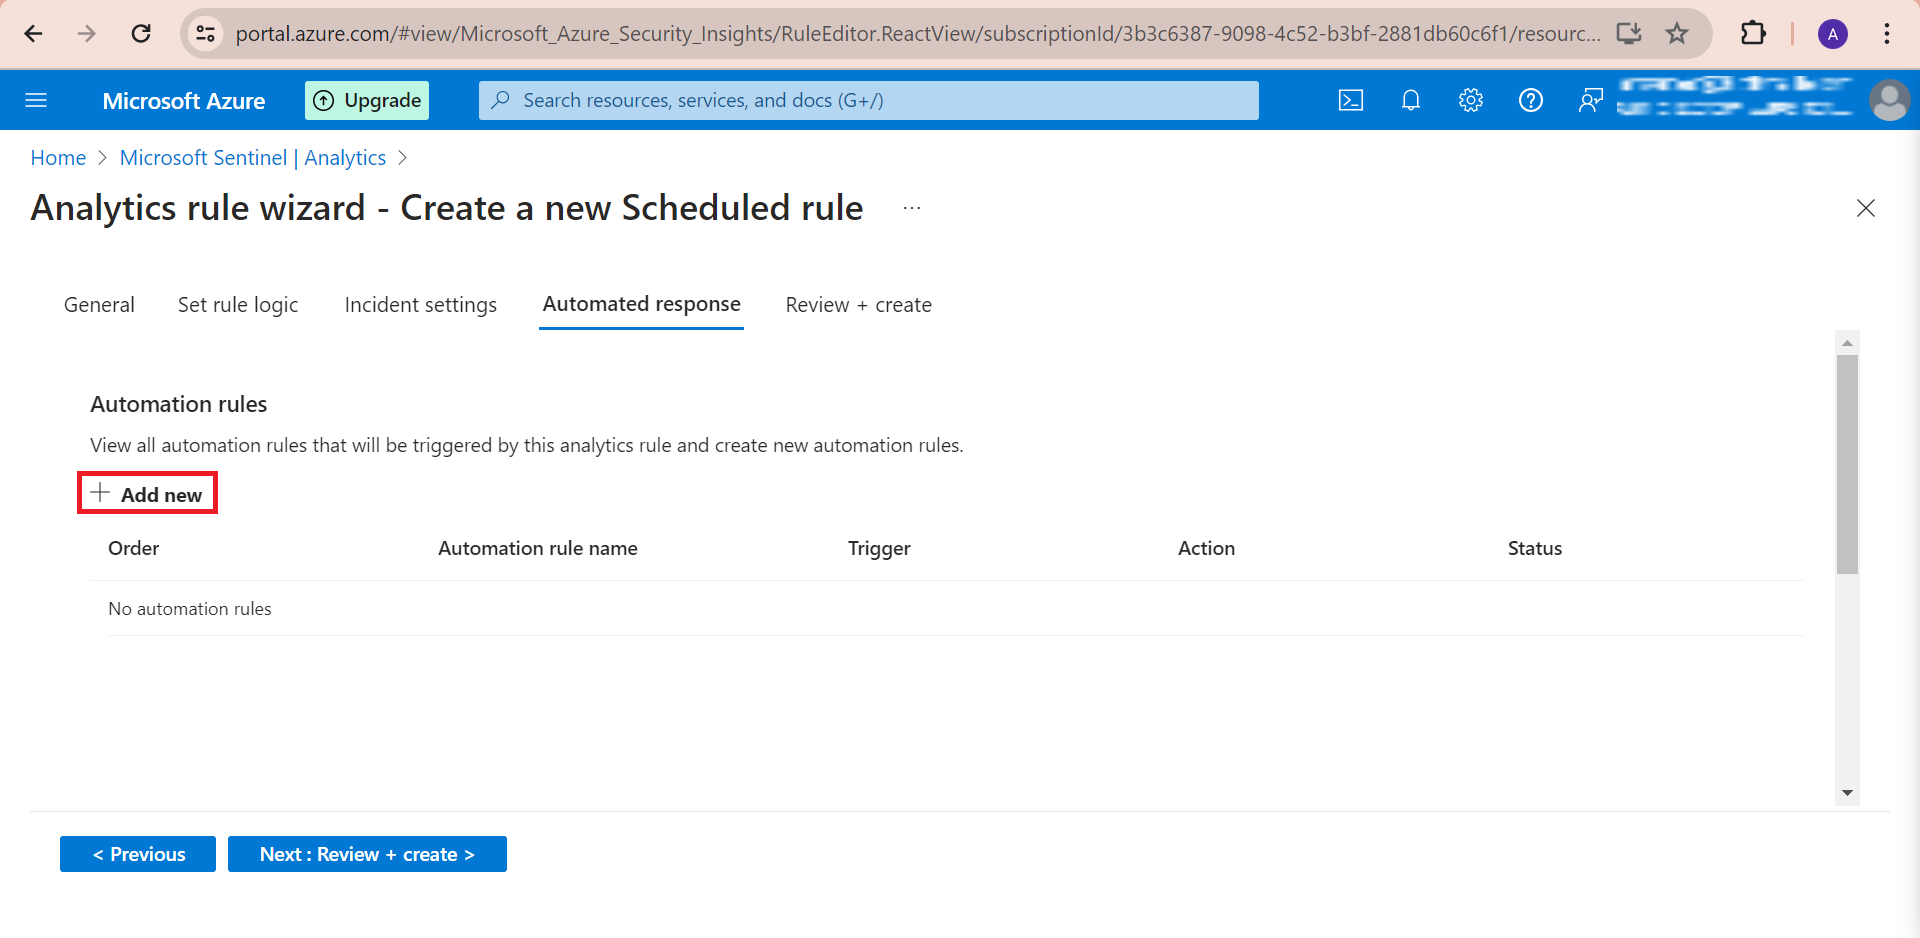 portal.azure.com/#view/Microsoft_Azure_Security_Insights/RuleEditor.ReactView/subscriptionId/3b3c6387-9098-4c52-b3bf-2881db60c6f1/resourc...
A
Microsoft Azure
Upgrade
Search resources, services, and docs (G+/)
Home > Microsoft Sentinel | Analytics >
Analytics rule wizard - Create a new Scheduled rule ...
General Set rule logic Incident settings Automated response Review + create
Automation rules
View all automation rules that will be triggered by this analytics rule and create new automation rules.
+ Add new
Order Automation rule name Trigger Action Status
No automation rules
< Previous Next : Review + create >